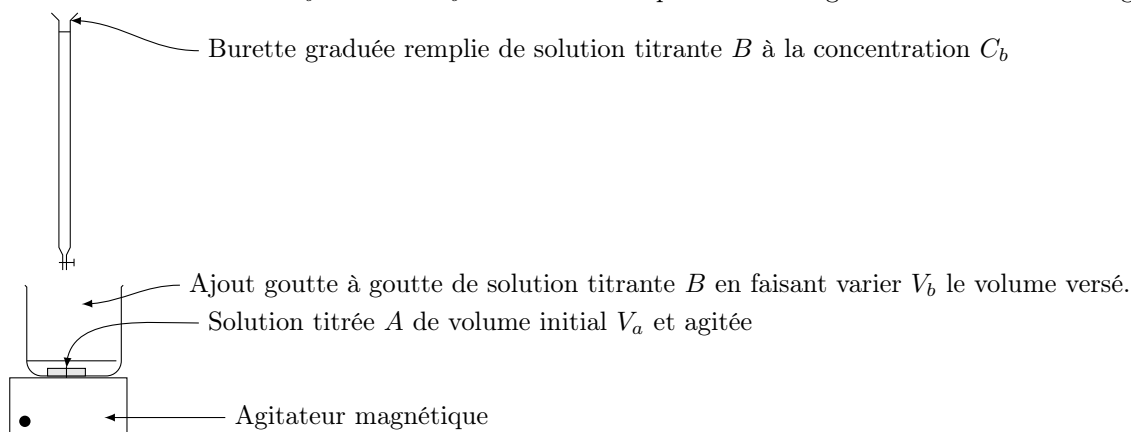 Burette graduée remplie de solution titrante B à la concentration C_b
Ajout goutte à goutte de solution titrante B en faisant varier V_b le volume versé.
Solution titrée A de volume initial V_a et agitée
Agitateur magnétique